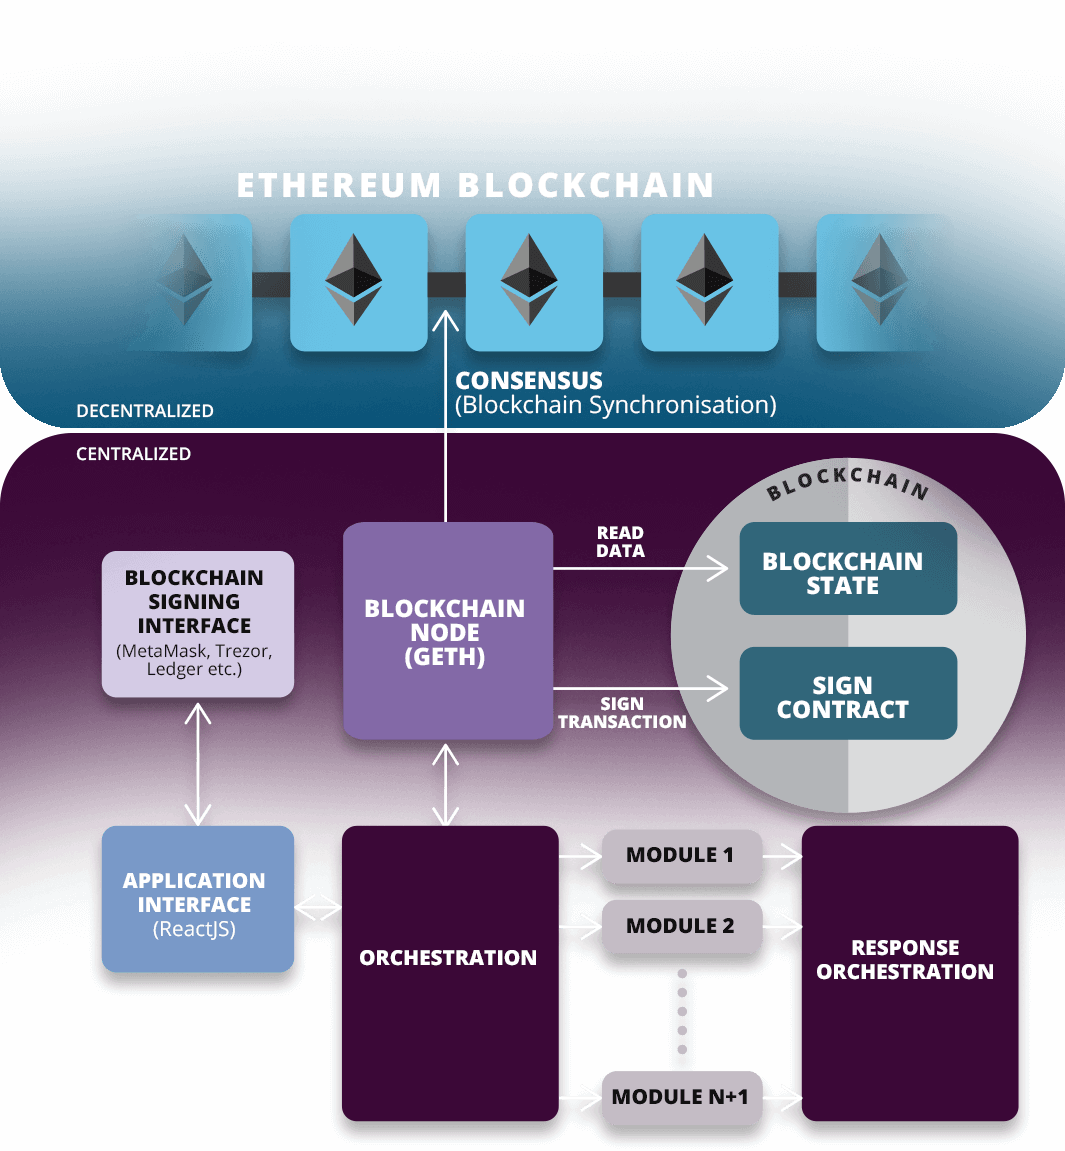 ETHEREUM BLOCKCHAIN
CONSENSUS
(Blockchain Synchronisation)
DECENTRALIZED
CENTRALIZED
BLOCKCHAIN
READ
DATA
BLOCKCHAIN
STATE
BLOCKCHAIN
SIGNING
INTERFACE
(MetaMask, Trezor,
Ledger etc.)
BLOCKCHAIN
NODE
(GETH)
SIGN
TRANSACTION
SIGN
CONTRACT
APPLICATION
INTERFACE
(ReactJS)
ORCHESTRATION
MODULE 1
MODULE 2
MODULE N+1
RESPONSE
ORCHESTRATION